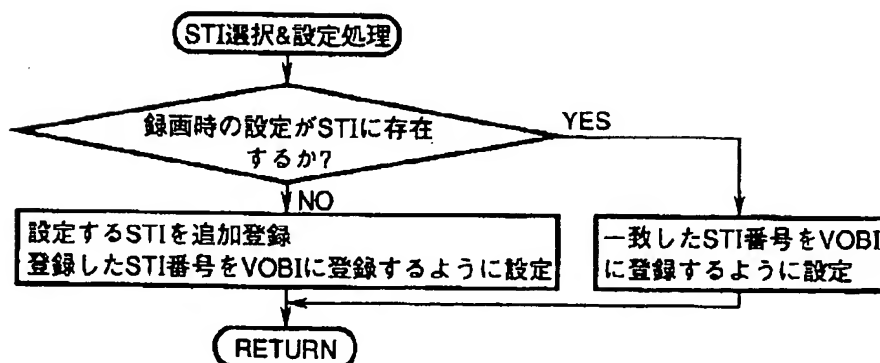 STI選択&設定処理
録画時の設定がSTIに存在
するか?
YES
NO
設定するSTIを追加登録
登録したSTI番号をVOBIに登録するように設定
一致したSTI番号をVOBI
に登録するように設定
RETURN